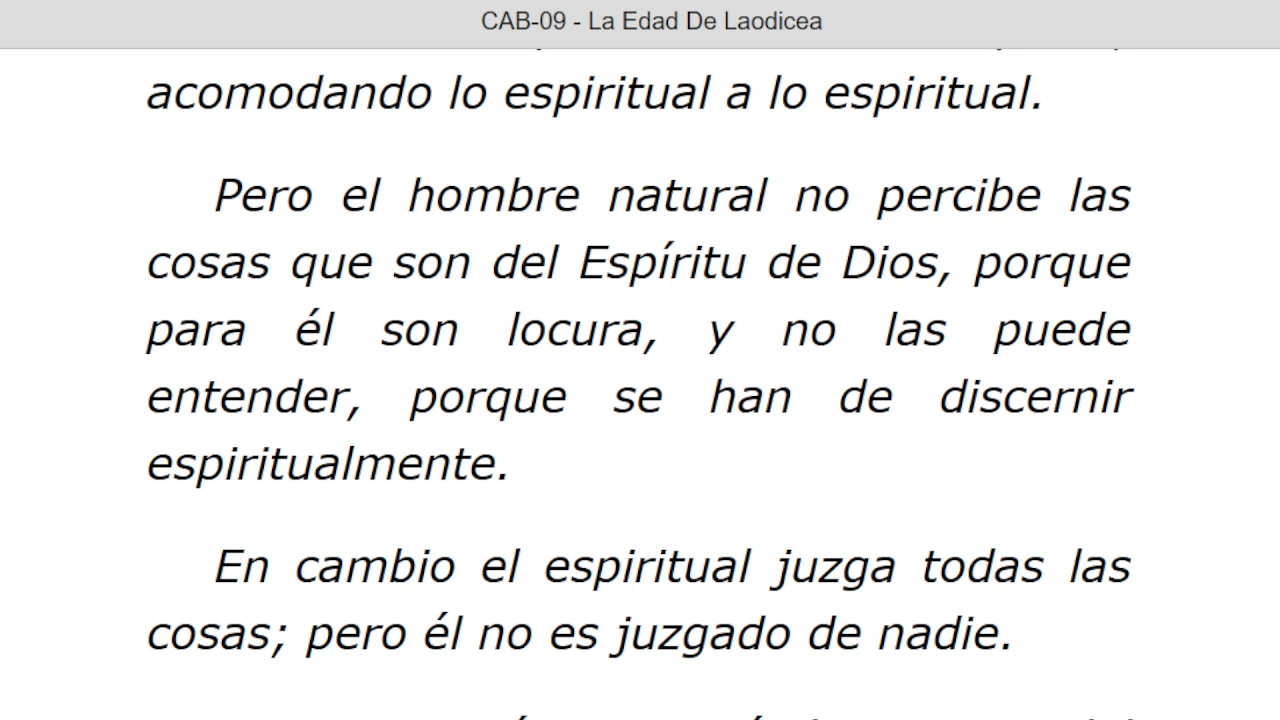 CAB-09 - La Edad De Laodicea
acomodando lo espiritual a lo espiritual.
Pero el hombre natural no percibe las
cosas que son del Espíritu de Dios, porque
para él son locura, y no las puede
entender, porque se han de discernir
espiritualmente.
En cambio el espiritual juzga todas las
cosas; pero él no es juzgado de nadie.